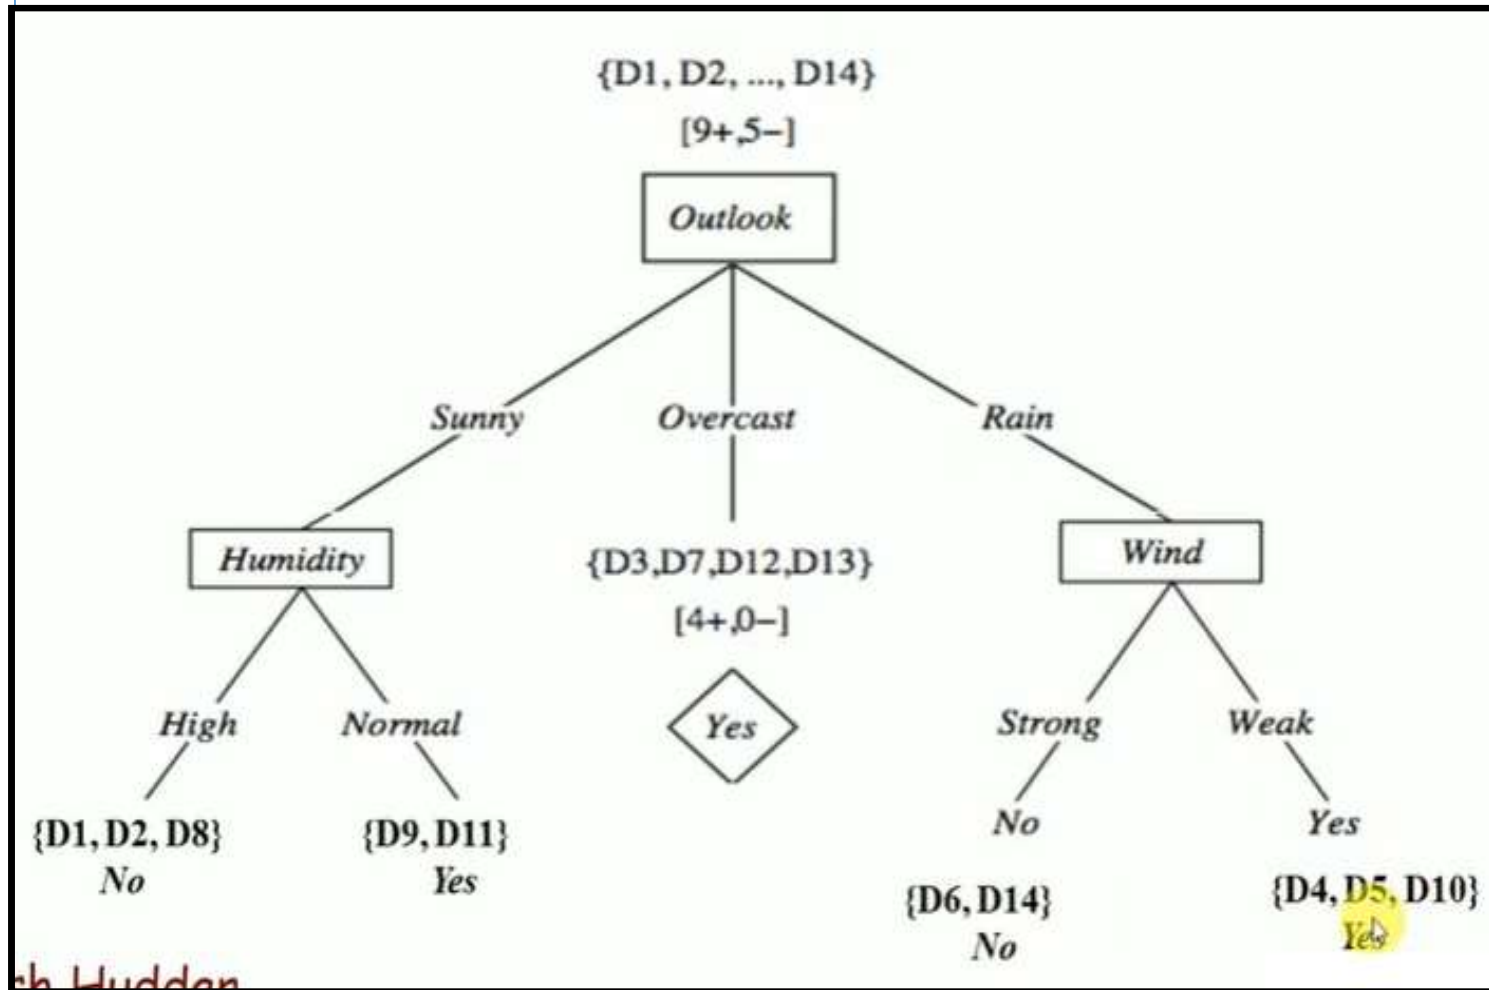 {D1, D2, ..., D14}
[9+,5−]
Outlook
Sunny Overcast Rain
Humidity
{D3,D7,D12,D13}
[4+,0−]
Wind
High Normal
Yes
Strong Weak
{D1, D2, D8}
No
{D9, D11}
Yes
No
Yes
{D6, D14}
No
{D4, D5, D10}
Yes